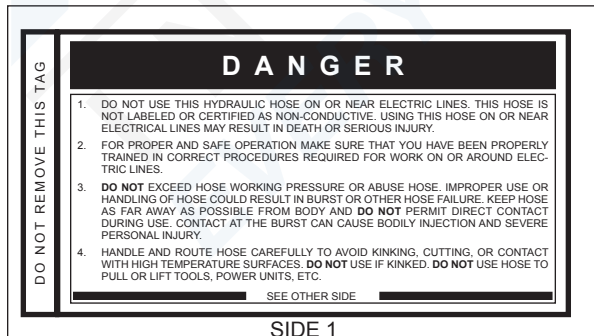 DO NOT REMOVE THIS TAG
DANGER
1. DO NOT USE THIS HYDRAULIC HOSE ON OR NEAR ELECTRIC LINES. THIS HOSE IS
NOT LABELED OR CERTIFIED AS NON-CONDUCTIVE. USING THIS HOSE ON OR NEAR
ELECTRICAL LINES MAY RESULT IN DEATH OR SERIOUS INJURY.
2. FOR PROPER AND SAFE OPERATION MAKE SURE THAT YOU HAVE BEEN PROPERLY
TRAINED IN CORRECT PROCEDURES REQUIRED FOR WORK ON OR AROUND ELEC-
TRIC LINES.
3. DO NOT EXCEED HOSE WORKING PRESSURE OR ABUSE HOSE. IMPROPER USE OR
HANDLING OF HOSE COULD RESULT IN BURST OR OTHER HOSE FAILURE. KEEP HOSE
AS FAR AWAY AS POSSIBLE FROM BODY AND DO NOT PERMIT DIRECT CONTACT
DURING USE. CONTACT AT THE BURST CAN CAUSE BODILY INJECTION AND SEVERE
PERSONAL INJURY.
4. HANDLE AND ROUTE HOSE CAREFULLY TO AVOID KINKING, CUTTING, OR CONTACT
WITH HIGH TEMPERATURE SURFACES. DO NOT USE IF KINKED. DO NOT USE HOSE TO
PULL OR LIFT TOOLS, POWER UNITS, ETC.
SEE OTHER SIDE
SIDE 1